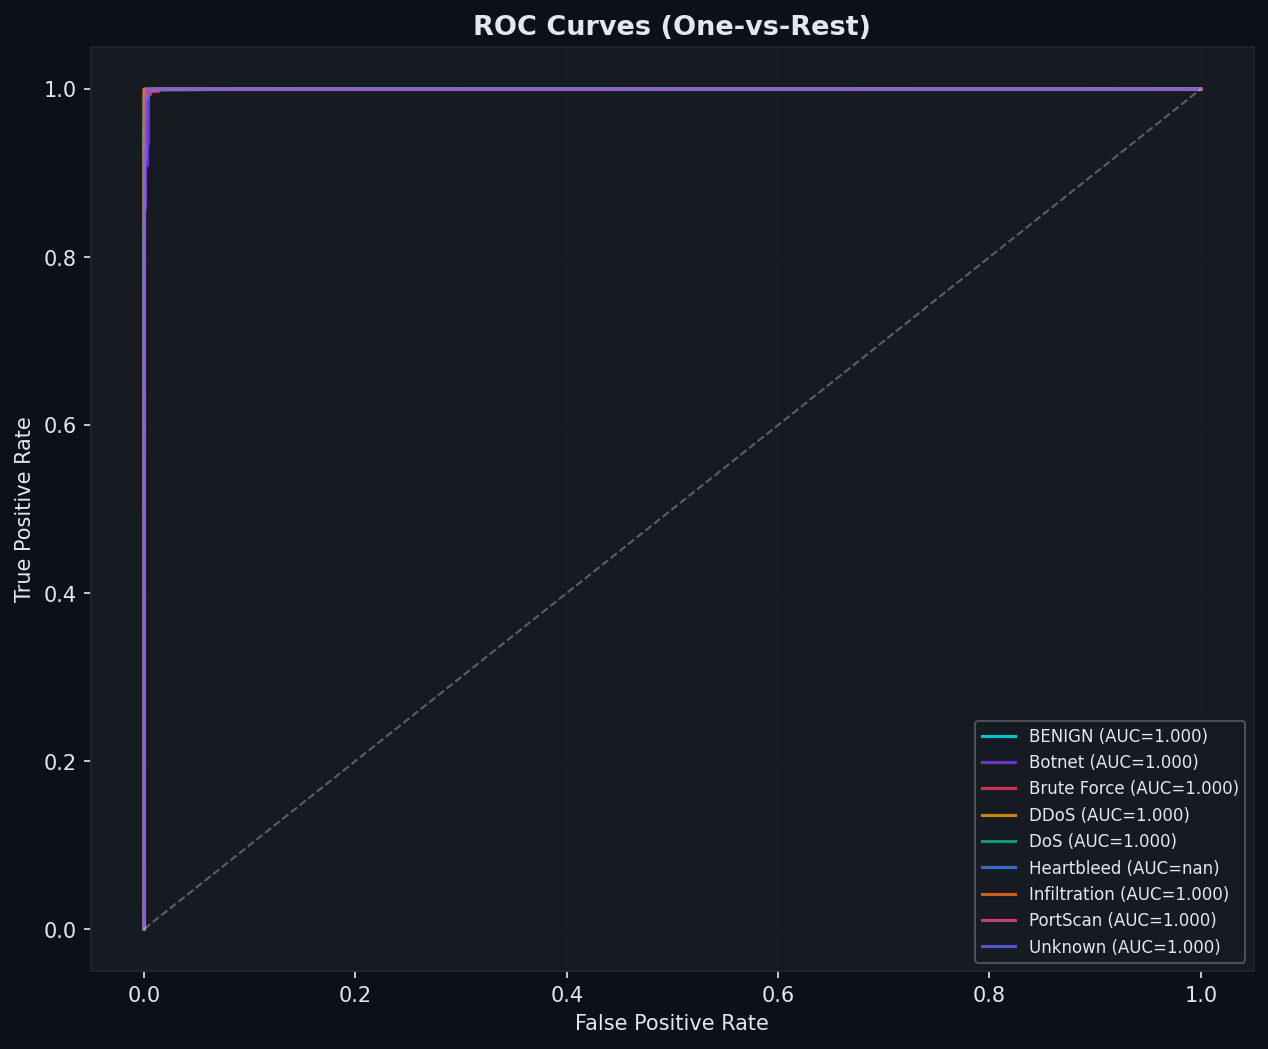 ROC Curves (One-vs-Rest)
True Positive Rate
1.0
0.8
0.6
0.4
0.2
0.0
BENIGN (AUC=1.000)
Botnet (AUC=1.000)
Brute Force (AUC=1.000)
DDoS (AUC=1.000)
DoS (AUC=1.000)
Heartbleed (AUC=nan)
Infiltration (AUC=1.000)
PortScan (AUC=1.000)
Unknown (AUC=1.000)
0.0 0.2 0.4 0.6 0.8 1.0
False Positive Rate